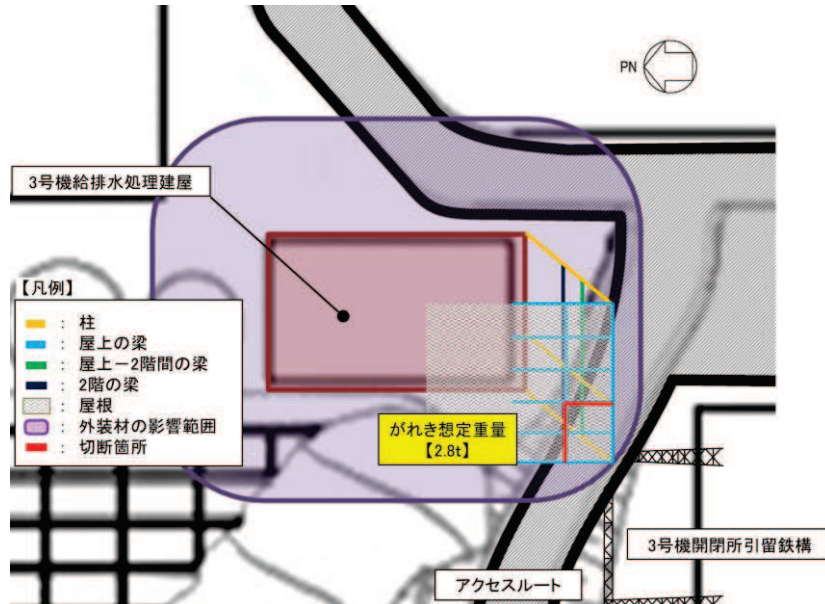 PN
3号機給排水処理建屋
【凡例】
: 柱
: 屋上の梁
: 屋上－2階間の梁
: 2階の梁
: 屋根
: 外装材の影響範囲
: 切断箇所
がれき想定重量
【2.8t】
3号機開閉所引留鉄構
アクセスルート